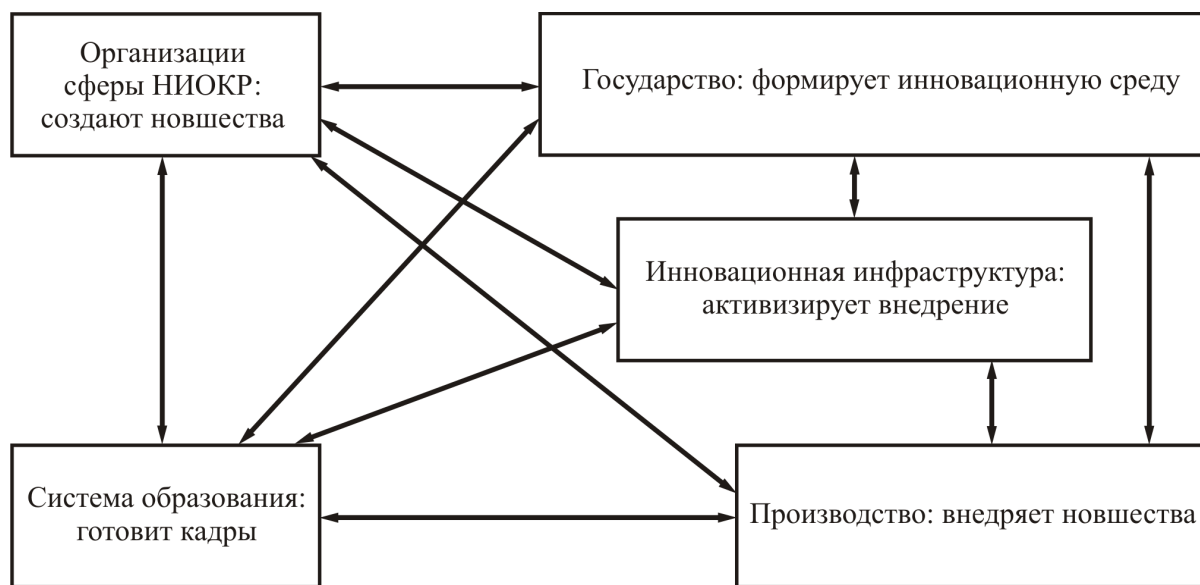 Организации
сферы НИОКР:
создают новшества
Государство: формирует инновационную среду
Инновационная инфраструктура:
активизирует внедрение
Система образования:
готовит кадры
Производство: внедряет новшества